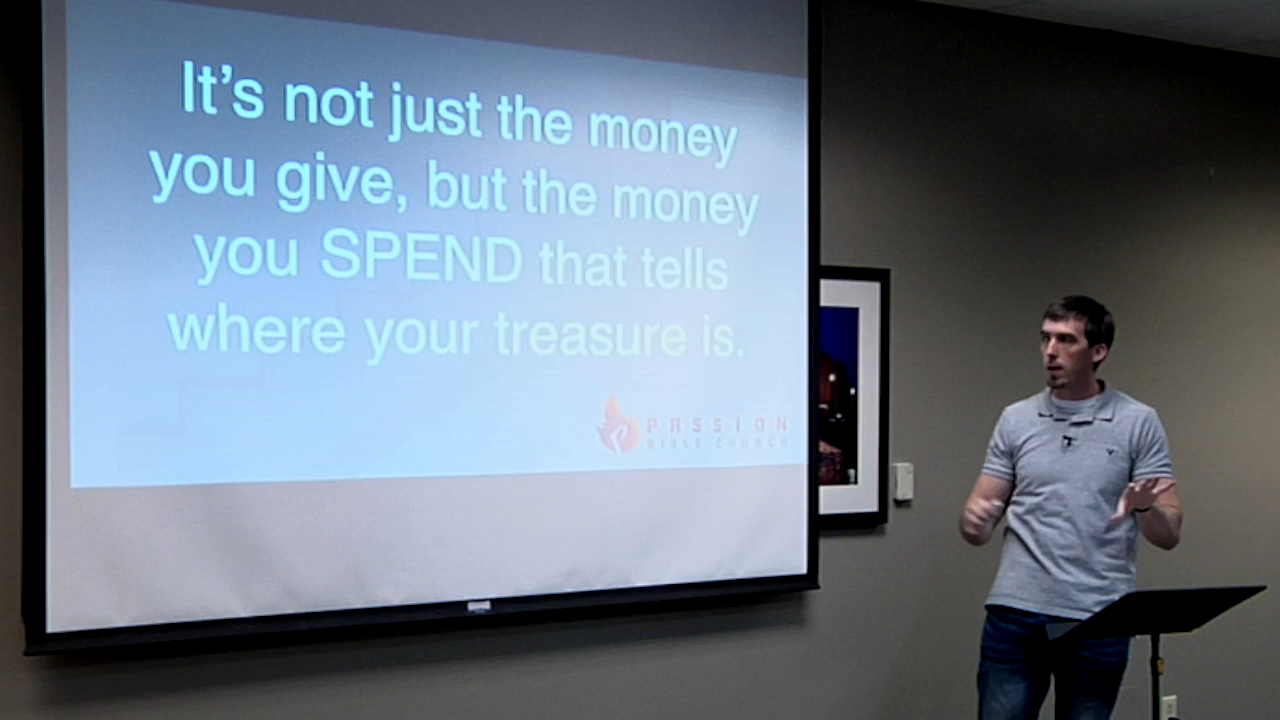 It's not just the money
you give, but the money
you SPEND that tells
where your treasure is.
PASSION
BIBLE CHURCH